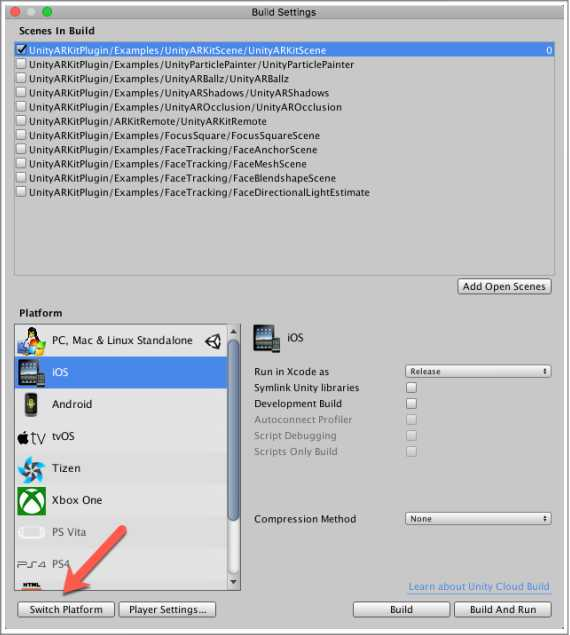 Build Settings
Scenes In Build
UnityARKitPlugin/Examples/UnityARKitScene/UnityARKitScene 0
UnityARKitPlugin/Examples/UnityParticlePainter/UnityParticlePainter
UnityARKitPlugin/Examples/UnityARBallz/UnityARBallz
UnityARKitPlugin/Examples/UnityARShadows/UnityARShadows
UnityARKitPlugin/Examples/UnityAROcclusion/UnityAROcclusion
UnityARKitPlugin/ARKitRemote/UnityARKitRemote
UnityARKitPlugin/Examples/FocusSquare/FocusSquareScene
UnityARKitPlugin/Examples/FaceTracking/FaceAnchorScene
UnityARKitPlugin/Examples/FaceTracking/FaceMeshScene
UnityARKitPlugin/Examples/FaceTracking/FaceBlendshapeScene
UnityARKitPlugin/Examples/FaceTracking/FaceDirectionalLightEstimate
Add Open Scenes
Platform
PC, Mac & Linux Standalone
iOS
Android
tv tvOS
Tizen
Xbox One
PS Vita
PS4 PS4
HTML
iOS
Run in Xcode as Release
Symlink Unity libraries
Development Build
Autoconnect Profiler
Script Debugging
Scripts Only Build
Compression Method None
Learn about Unity Cloud Build
Switch Platform Player Settings... Build Build And Run